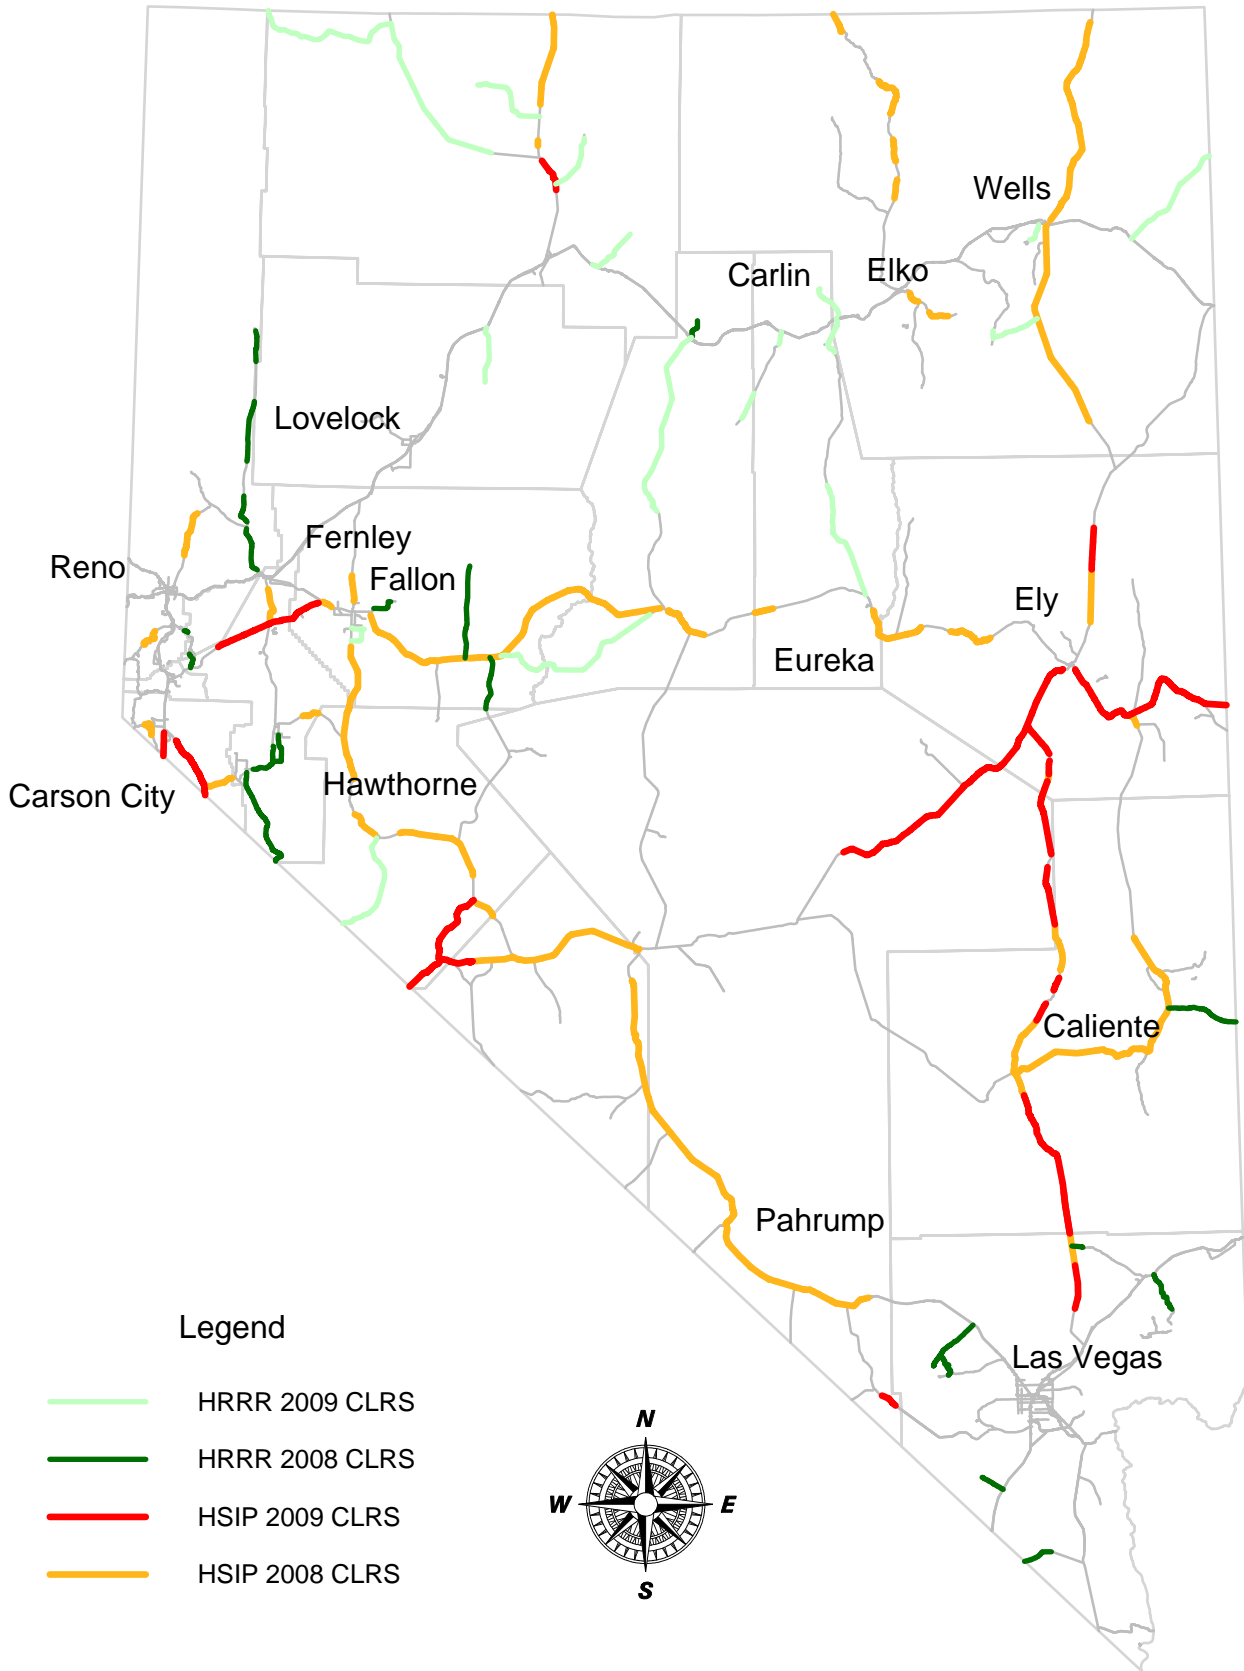 Wells
Carlin
Elko
Lovelock
Fernley
Reno
Fallon
Ely
Eureka
Hawthorne
Carson City
Caliente
Pahrump
Las Vegas
Legend
HRRR 2009 CLRS
HRRR 2008 CLRS
HSIP 2009 CLRS
HSIP 2008 CLRS
N
W
E
S